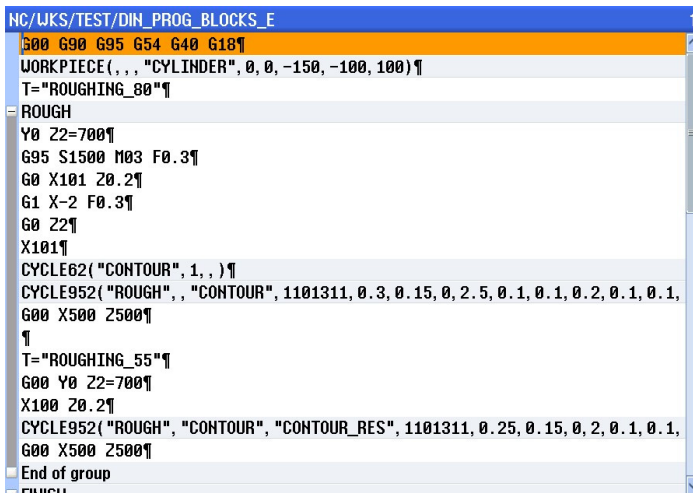 NC/WKS/TEST/DIN_PROG_BLOCKS_E
G00 G90 G95 G54 G40 G18¶
WORKPIECE(,,,"CYLINDER",0,0,-150,-100,100)¶
T="ROUGHING_80"¶
ROUGH
Y0 Z2=700¶
G95 S1500 M03 F0.3¶
G0 X101 Z0.2¶
G1 X-2 F0.3¶
G0 Z2¶
X101¶
CYCLE62("CONTOUR",1,,)¶
CYCLE952("ROUGH",,"CONTOUR",1101311,0.3,0.15,0,2.5,0.1,0.1,0.2,0.1,0.1,
G00 X500 Z500¶
¶
T="ROUGHING_55"¶
G00 Y0 Z2=700¶
X100 Z0.2¶
CYCLE952("ROUGH","CONTOUR","CONTOUR_RES",1101311,0.25,0.15,0,2,0.1,0.1,
G00 X500 Z500¶
End of group